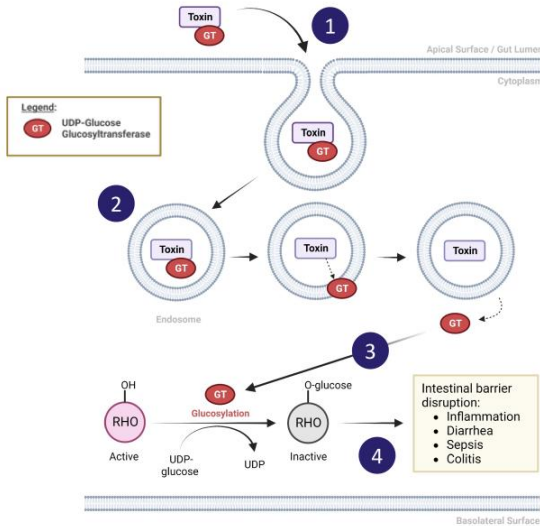 Toxin
GT
1
Apical Surface / Gut Lumen
Cytoplasm
Legend:
GT
UDP-Glucose
Glucosyltransferase
Toxin
GT
2
Toxin
GT
Toxin
GT
Toxin
GT
Endosome
3
OH
RHO
Active
GT
Glucosylation
UDP-
glucose
UDP
O-glucose
RHO
Inactive
4
Intestinal barrier
disruption:
• Inflammation
• Diarrhea
• Sepsis
• Colitis
Basolateral Surface